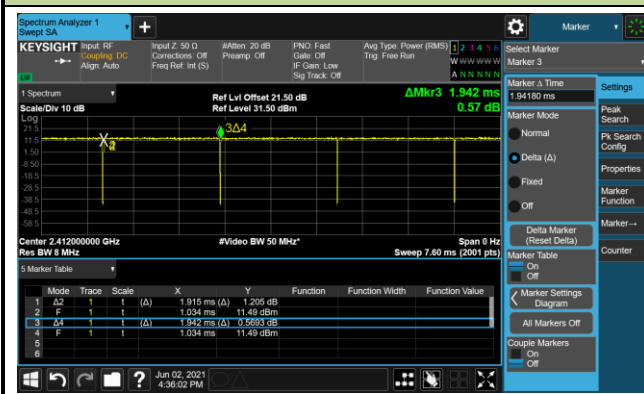 Spectrum Analyzer 1
Swept SA
Marker
KEYSIGHT
Input: RF
Coupling: DC
Align: Auto
Input Z: 50 Ω
Corrections: Off
Freq Ref: Int (S)
#Atten: 20 dB
Preamp: Off
PNO: Fast
Gate: Off
IF Gain: Low
Sig Track: Off
Avg Type: Power (RMS)
Trig: Free Run
1 2 3 4 5 6
W W W W W W
A N N N N N
LNI
Select Marker
Marker 3
1 Spectrum
Scale/Div 10 dB
Ref Lvl Offset 21.50 dB
Ref Level 31.50 dBm
ΔMkr3 1.942 ms
0.57 dB
Log
21.5
11.5
1.50
-8.50
-18.5
-28.5
-38.5
-48.5
-58.5
3Δ4
Center 2.412000000 GHz
Res BW 8 MHz
#Video BW 50 MHz*
Span 0 Hz
Sweep 7.60 ms (2001 pts)
5 Marker Table
Mode Trace Scale X Y Function Function Width Function Value
1 Δ2 1 t (Δ) 1.915 ms (Δ) 1.205 dB
2 F 1 t 1.034 ms 11.49 dBm
3 Δ4 1 t (Δ) 1.942 ms (Δ) 0.5693 dB
4 F 1 t 1.034 ms 11.49 dBm
5
6
Marker Δ Time
1.94180 ms
Marker Mode
Normal
Delta (Δ)
Fixed
Off
Delta Marker
(Reset Delta)
Marker Table
On
Off
Marker Settings
Diagram
All Markers Off
Couple Markers
On
Off
Settings
Peak
Search
Pk Search
Config
Properties
Marker
Function
Marker→
Counter
?
Jun 02, 2021
4:36:02 PM